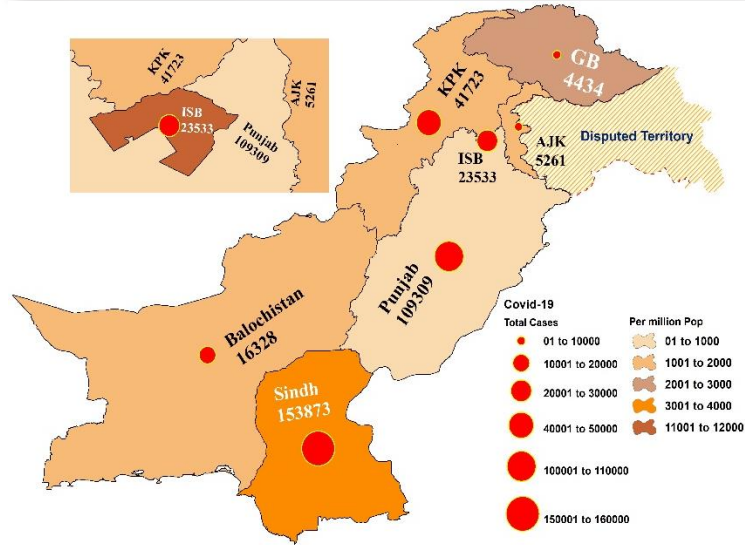 KPK
41723
ISB
23533
Punjab
109309
AJK
5261
KPK
41723
GB
4434
ISB
23533
AJK
5261
Disputed Territory
Punjab
109309
Balochistan
16328
Sindh
153873
Covid-19
Total Cases
01 to 10000
10001 to 20000
20001 to 30000
40001 to 50000
100001 to 110000
150001 to 160000
Per million Pop
01 to 1000
1001 to 2000
2001 to 3000
3001 to 4000
11001 to 12000